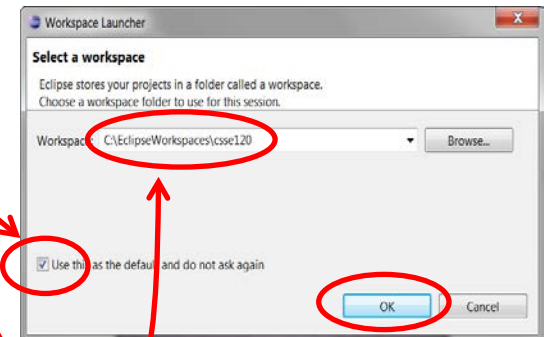 Workspace Launcher
Select a workspace
Eclipse stores your projects in a folder called a workspace.
Choose a workspace folder to use for this session.
Workspace: C:\EclipseWorkspaces\csse120 Browse...
Use this as the default and do not ask again
OK Cancel